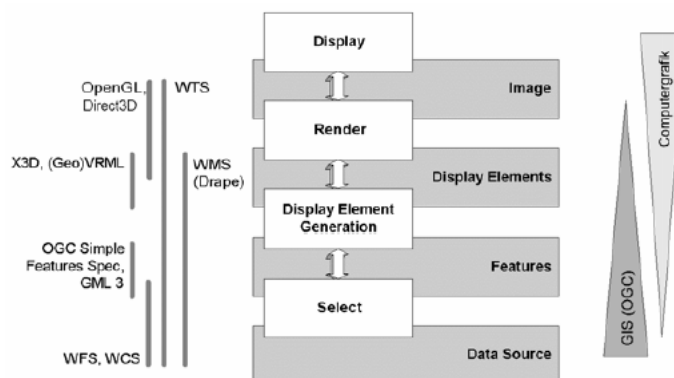 Display
OpenGL,
Direct3D
WTS
Image
Render
X3D, (Geo)VRML
WMS
(Drape)
Display Elements
Display Element
Generation
OGC Simple
Features Spec,
GML 3
Features
Select
WFS, WCS
Data Source
Computergrafik
GIS (OGC)